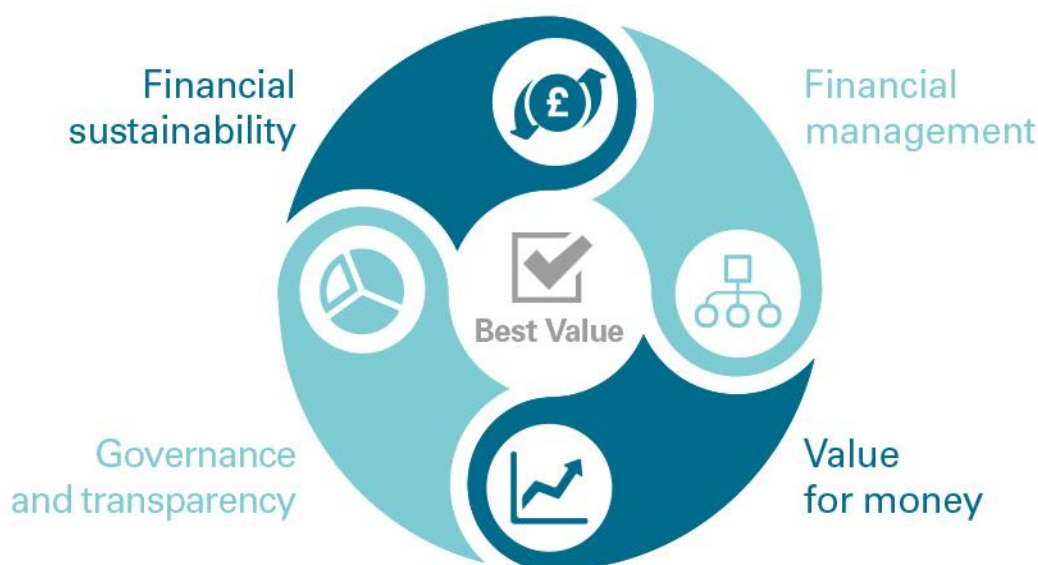 Financial
sustainability
Financial
management
£
Best Value
Governance
and transparency
Value
for money